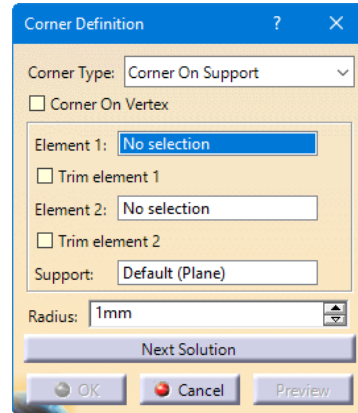 Corner Definition ? ×
Corner Type: Corner On Support
Corner On Vertex
Element 1: No selection
Trim element 1
Element 2: No selection
Trim element 2
Support: Default (Plane)
Radius: 1mm
Next Solution
OK Cancel Preview